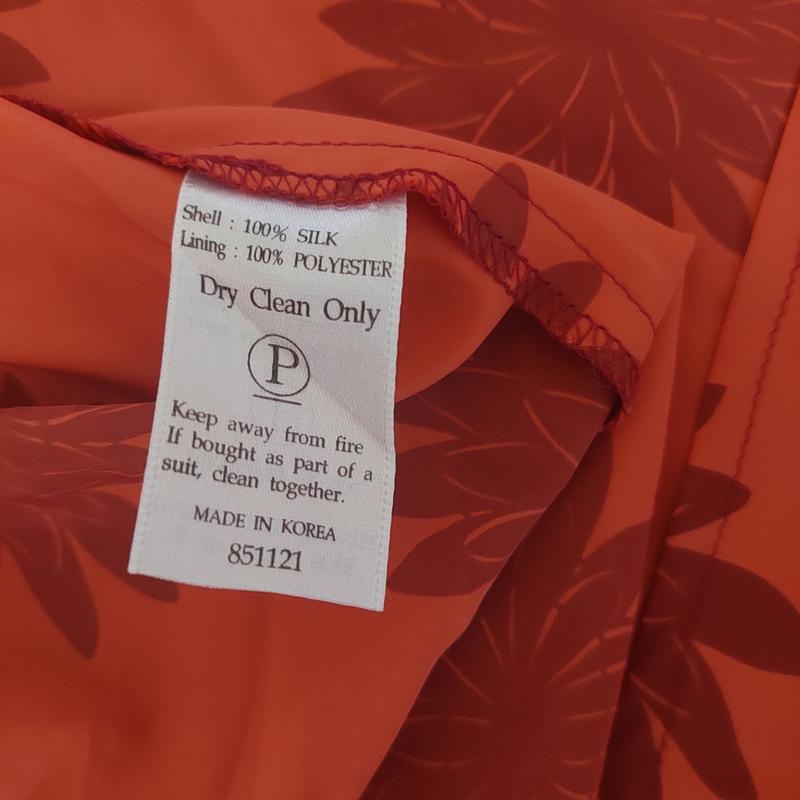 Shell : 100% SILK
Lining : 100% POLYESTER
Dry Clean Only
P
Keep away from fire
If bought as part of a
suit, clean together.
MADE IN KOREA
851121